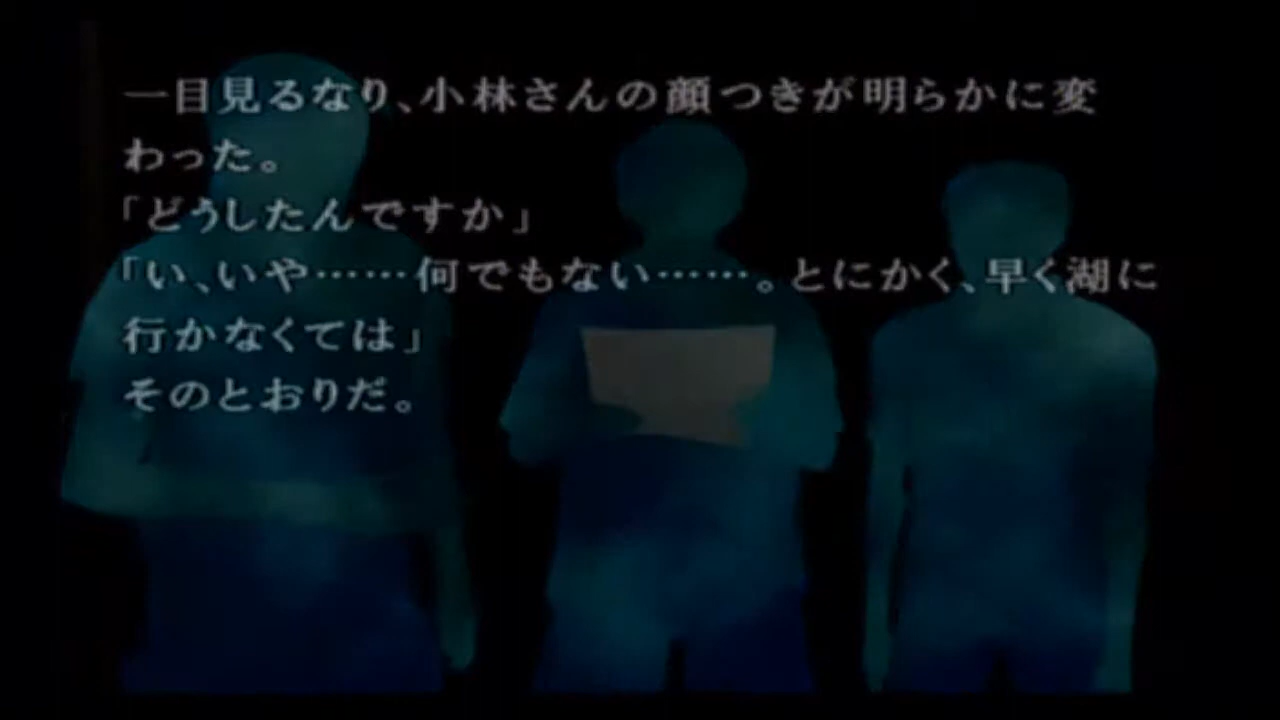 一目見るなり、小林さんの顔つきが明らかに変
わった。
「どうしたんですか」
「い、いや……何でもない……。とにかく、早く湖に
行かなくては」
そのとおりだ。